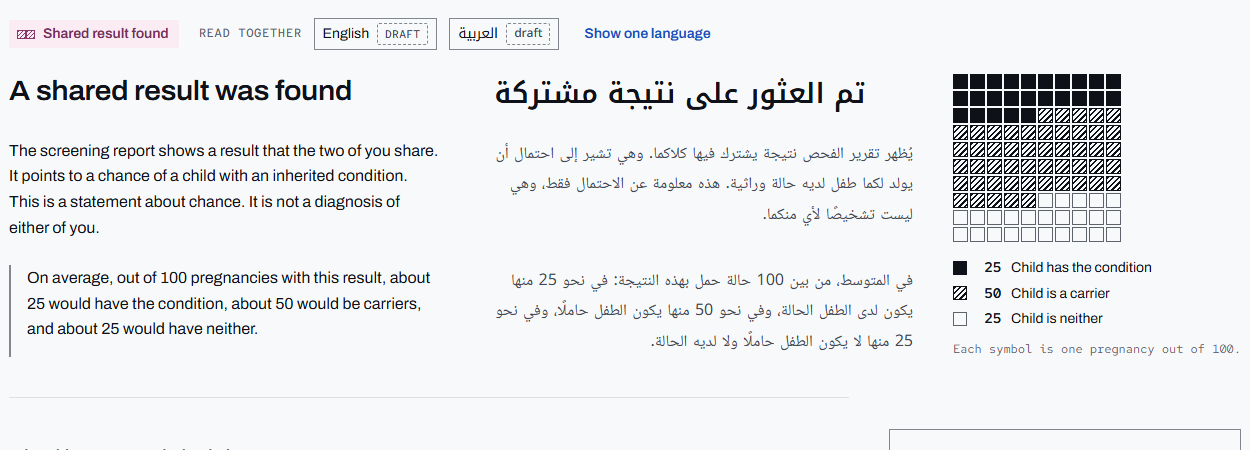 Shared result found READ TOGETHER English DRAFT العربية draft Show one language
A shared result was found
The screening report shows a result that the two of you share.
It points to a chance of a child with an inherited condition.
This is a statement about chance. It is not a diagnosis of
either of you.
On average, out of 100 pregnancies with this result, about
25 would have the condition, about 50 would be carriers,
and about 25 would have neither.
تم العثور على نتيجة مشتركة
يُظهر تقرير الفحص نتيجة يشترك فيها كلاكما. وهي تشير إلى احتمال أن
يولد لكما طفل لديه حالة وراثية. هذه معلومة عن الاحتمال فقط، وهي
ليست تشخيصًا لأي منكما.
في المتوسط، من بين 100 حالة حمل بهذه النتيجة: في نحو 25 منها
يكون لدى الطفل الحالة، وفي نحو 50 منها يكون الطفل حاملًا، وفي نحو
25 منها لا يكون الطفل حاملًا ولا لديه الحالة.
25 Child has the condition
50 Child is a carrier
25 Child is neither
Each symbol is one pregnancy out of 100.